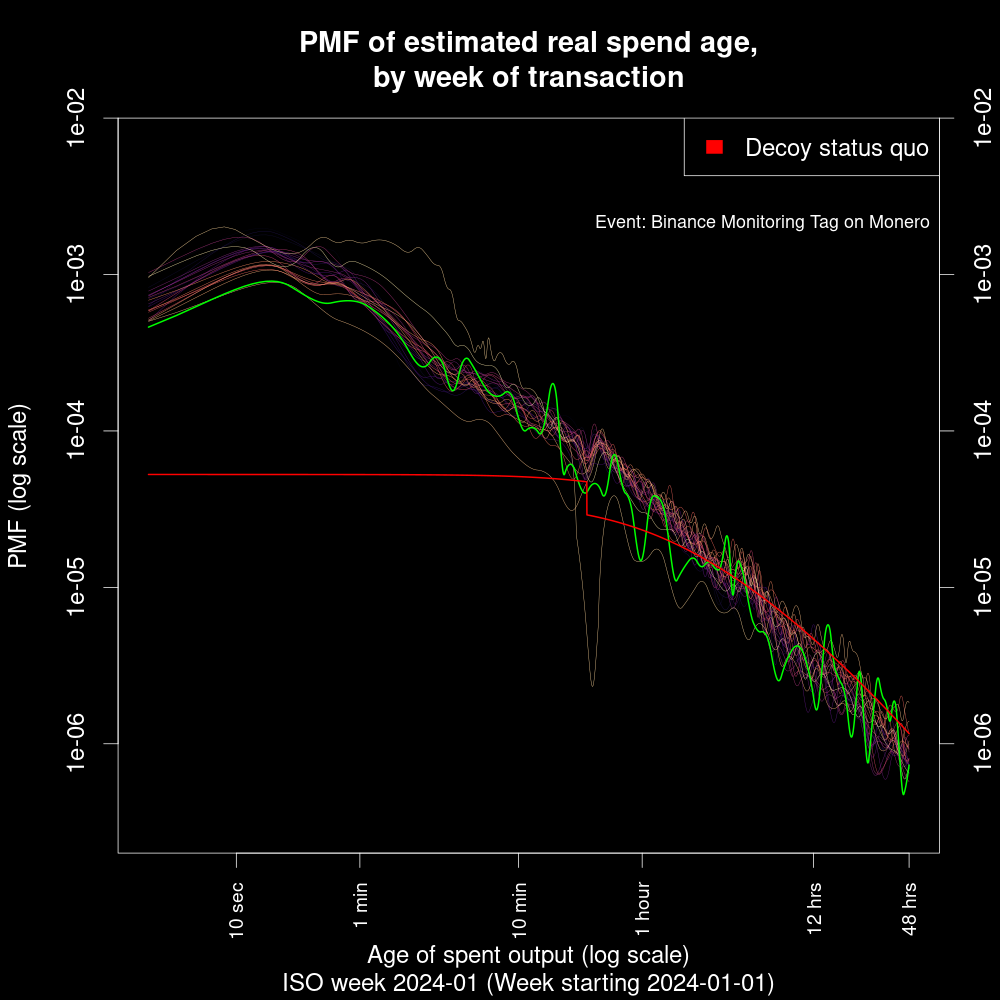 PMF of estimated real spend age,
by week of transaction
Decoy status quo
Event: Binance Monitoring Tag on Monero
PMF (log scale)
1e-02
1e-03
1e-04
1e-05
1e-06
1e-02
1e-03
1e-04
1e-05
1e-06
10 sec
1 min
10 min
1 hour
12 hrs
48 hrs
Age of spent output (log scale)
ISO week 2024-01 (Week starting 2024-01-01)